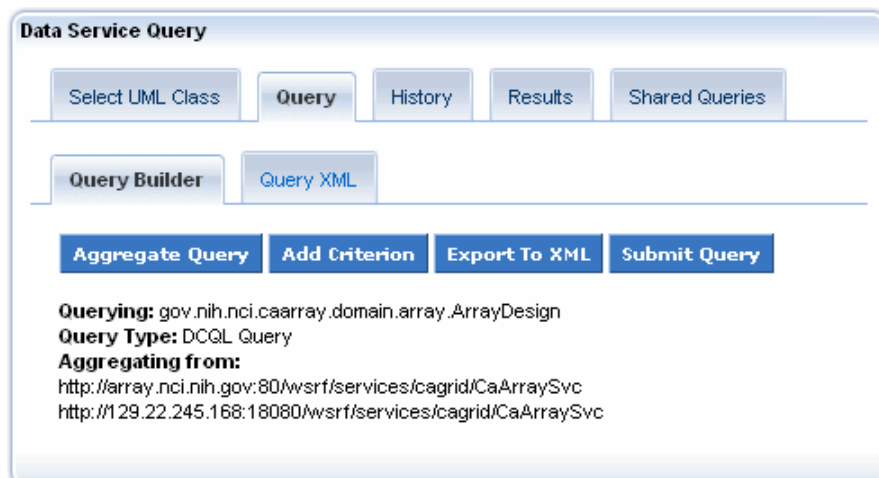 Data Service Query
Select UML Class Query History Results Shared Queries
Query Builder Query XML
Aggregate Query Add Criterion Export To XML Submit Query
Querying: gov.nih.nci.caarray.domain.array.ArrayDesign
Query Type: DCQL Query
Aggregating from:
http://array.nci.nih.gov:80/wsrf/services/cagrid/CaArraySvc
http://129.22.245.168:18080/wsrf/services/cagrid/CaArraySvc